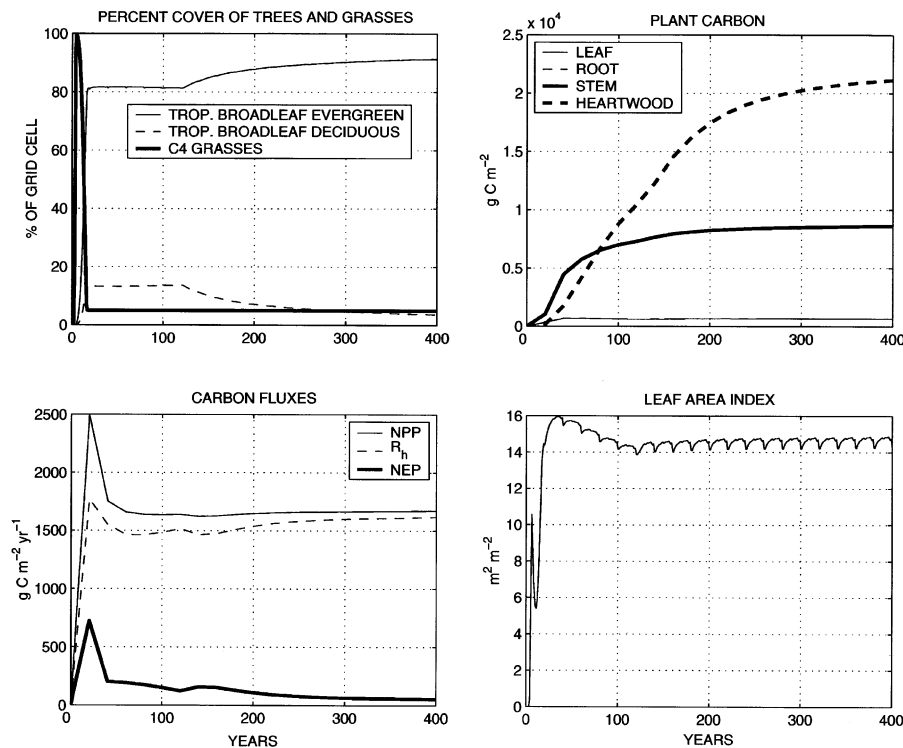 PERCENT COVER OF TREES AND GRASSES
100
80
60
40
20
0
% OF GRID CELL
TROP. BROADLEAF EVERGREEN
TROP. BROADLEAF DECIDUOUS
C4 GRASSES
0
100
200
300
400
PLANT CARBON
x 10⁴
2.5
2
1.5
1
0.5
0
g C m⁻²
LEAF
ROOT
STEM
HEARTWOOD
0
100
200
300
400
CARBON FLUXES
2500
2000
1500
1000
500
0
g C m⁻² yr⁻¹
NPP
R_h
NEP
0
100
200
300
400
YEARS
LEAF AREA INDEX
16
14
12
10
8
6
4
2
0
m² m⁻²
0
100
200
300
400
YEARS